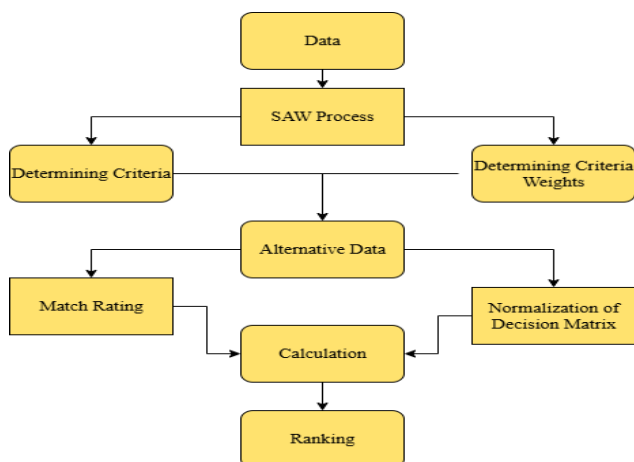 Data
SAW Process
Determining Criteria
Determining Criteria
Weights
Alternative Data
Match Rating
Normalization of
Decision Matrix
Calculation
Ranking